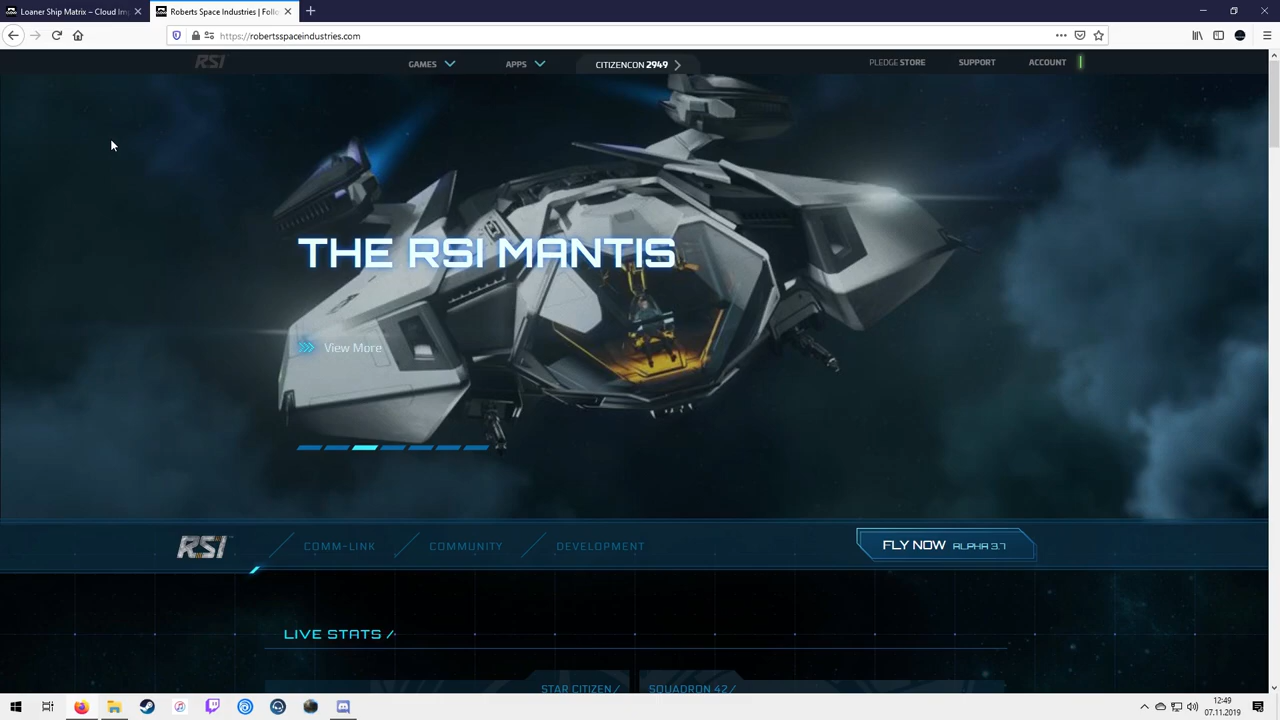 Loaner Ship Matrix – Cloud Im
Roberts Space Industries | Follo
https://robertsspaceindustries.com
RSI
GAMES
APPS
CITIZENCON 2949
PLEDGE STORE
SUPPORT
ACCOUNT
THE RSI MANTIS
View More
RSI
COMM-LINK
COMMUNITY
DEVELOPMENT
FLY NOW ALPHA 3.7
LIVE STATS /
STAR CITIZEN /
SQUADRON 42 /
12:49
07.11.2019